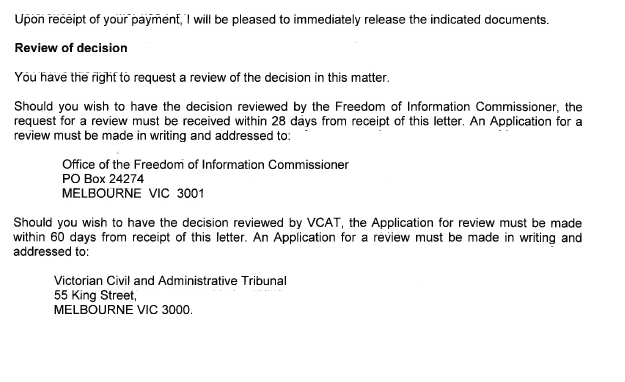 Upon receipt of your payment, I will be pleased to immediately release the indicated documents.
Review of decision
You have the right to request a review of the decision in this matter.
Should you wish to have the decision reviewed by the Freedom of Information Commissioner, the
request for a review must be received within 28 days from receipt of this letter. An Application for a
review must be made in writing and addressed to:
Office of the Freedom of Information Commissioner
PO Box 24274
MELBOURNE VIC 3001
Should you wish to have the decision reviewed by VCAT, the Application for review must be made
within 60 days from receipt of this letter. An Application for a review must be made in writing and
addressed to:
Victorian Civil and Administrative Tribunal
55 King Street,
MELBOURNE VIC 3000.